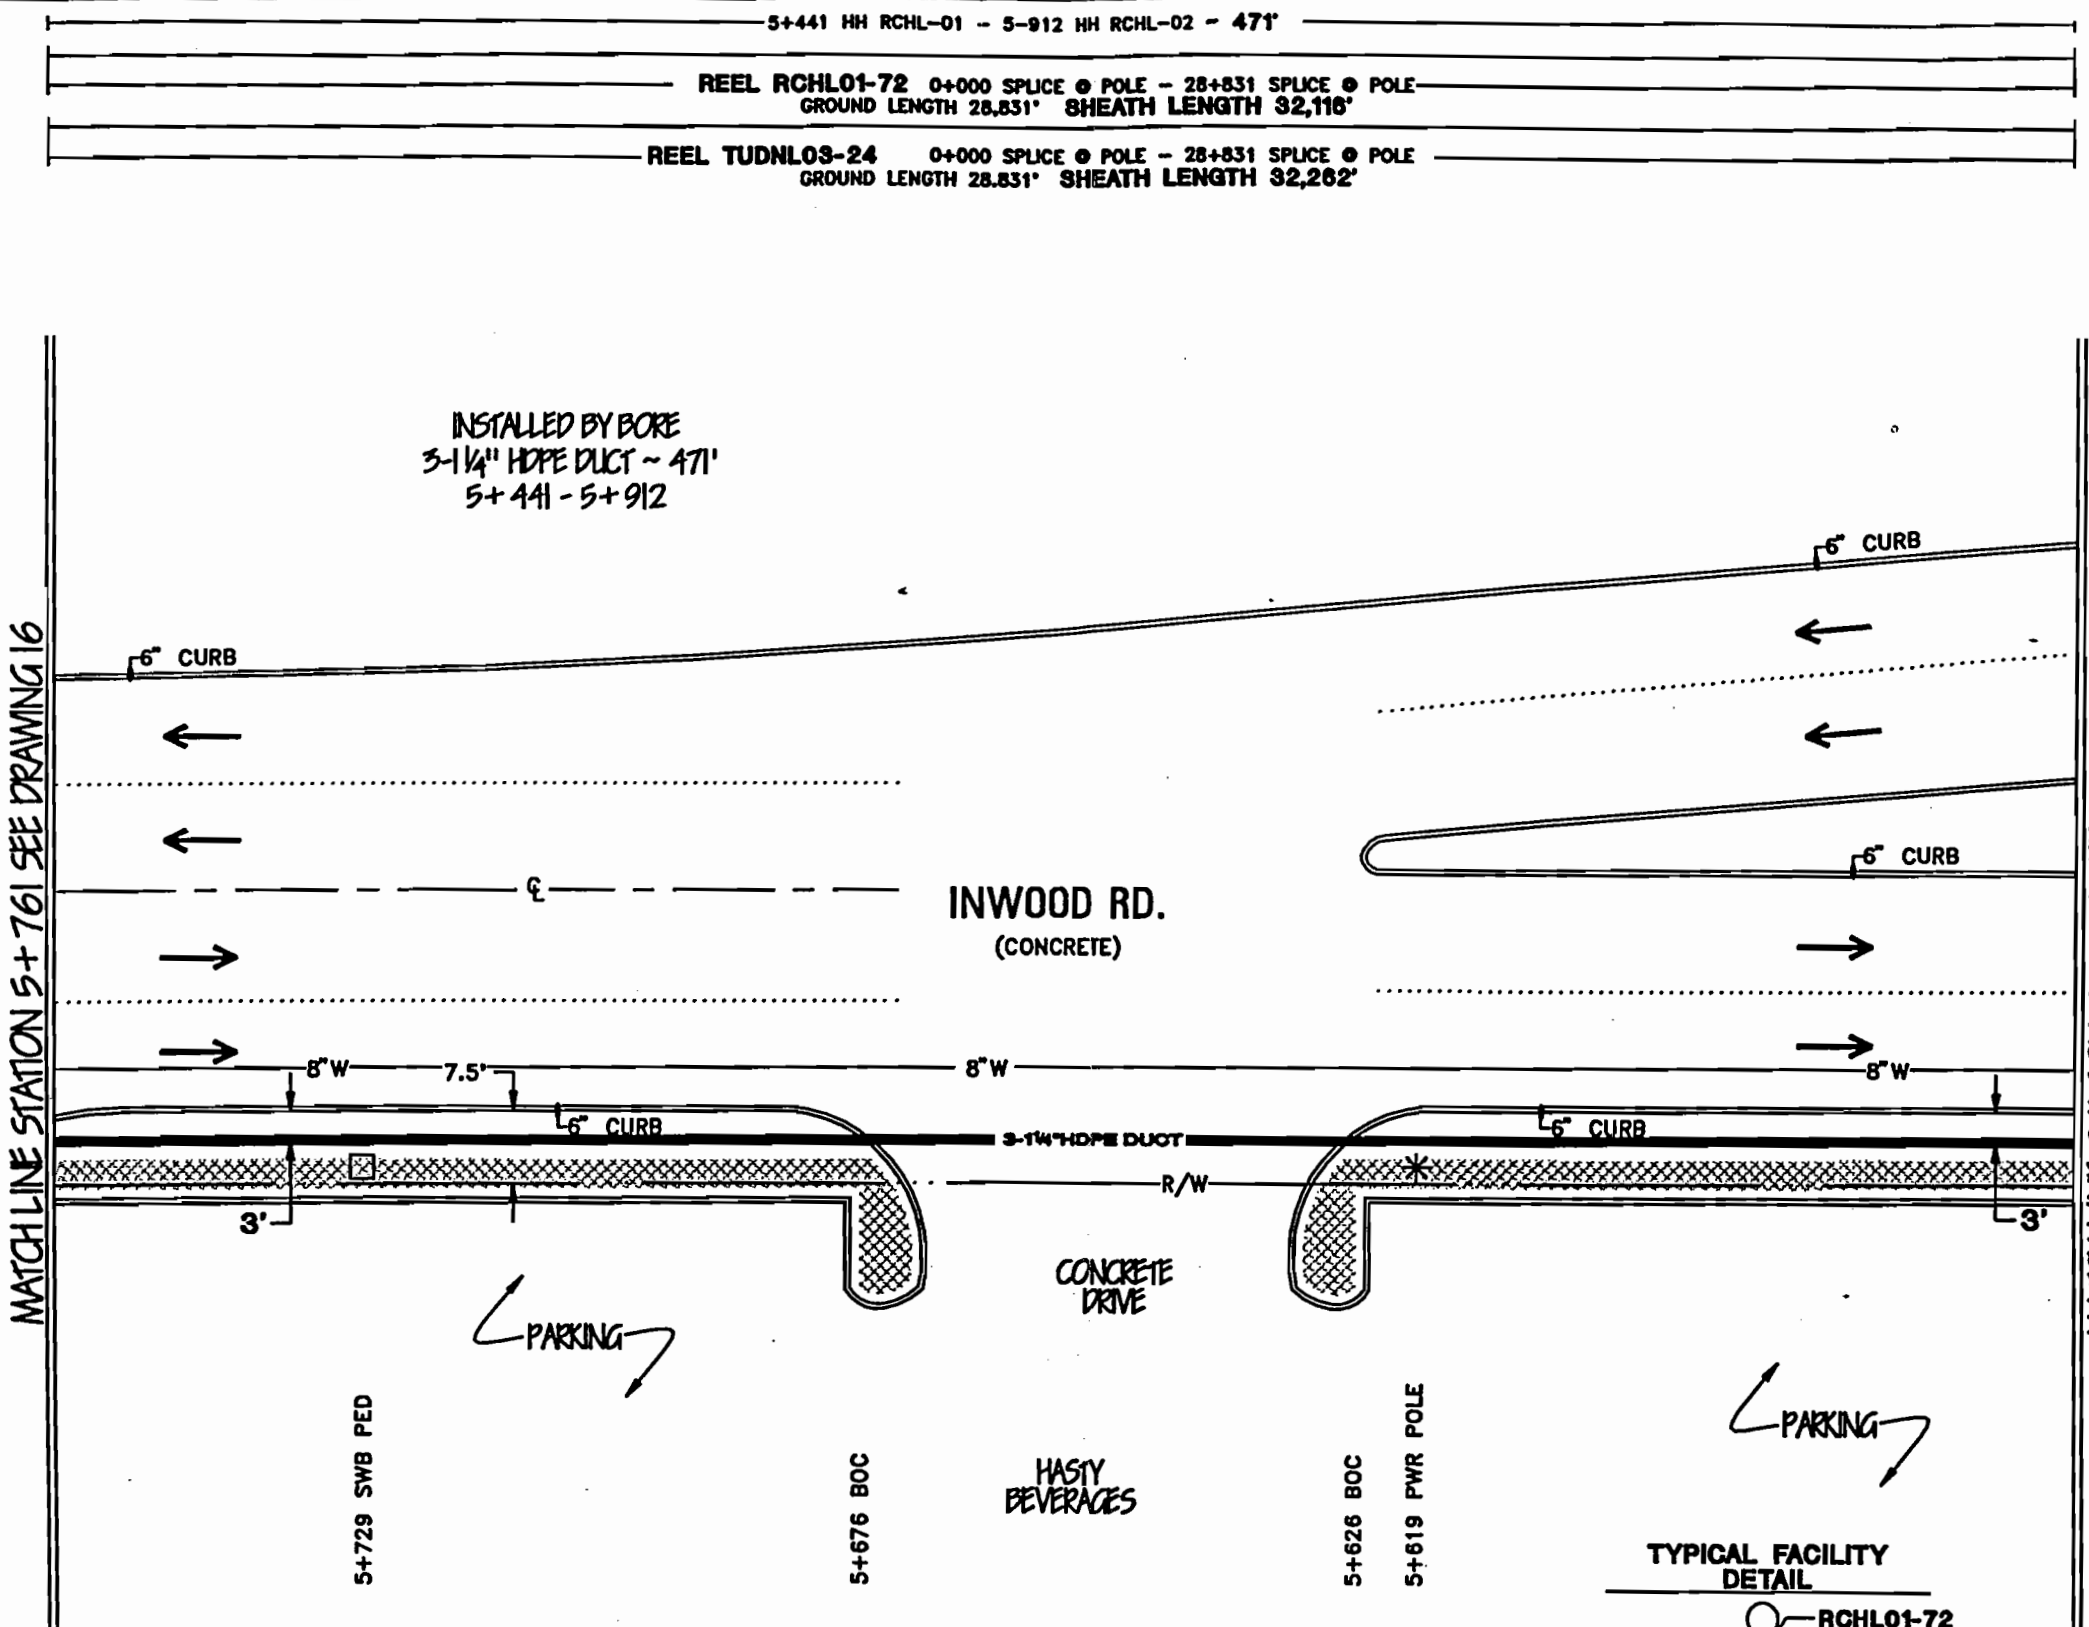 5+441 HH RCHL-01 - 5-912 HH RCHL-02 ~ 471'
REEL RCHL01-72 0+000 SPLICE @ POLE - 28+831 SPLICE @ POLE
GROUND LENGTH 28,831' SHEATH LENGTH 32,116'
REEL TUDNL03-24 0+000 SPLICE @ POLE - 28+831 SPLICE @ POLE
GROUND LENGTH 28.831' SHEATH LENGTH 32,262'
INSTALLED BY BORE
3-1¼" HDPE DUCT ~ 471'
5+441 - 5+912
6" CURB
6" CURB
MATCH LINE STATION 5+761 SEE DRAWING 16
6" CURB
℄
INWOOD RD.
(CONCRETE)
8"W
7.5'
8"W
8"W
6" CURB
6" CURB
3-1¼" HDPE DUCT
R/W
3'
3'
CONCRETE
DRIVE
PARKING
PARKING
HASTY
BEVERAGES
5+729 SWB PED
5+676 BOC
5+626 BOC
5+619 PWR POLE
TYPICAL FACILITY
DETAIL
RCHL01-72